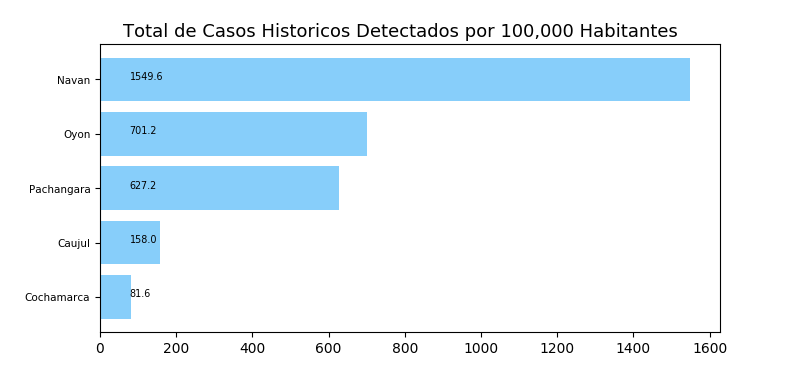 Total de Casos Historicos Detectados por 100,000 Habitantes
Navan 1549.6
Oyon 701.2
Pachangara 627.2
Caujul 158.0
Cochamarca 81.6
0 200 400 600 800 1000 1200 1400 1600